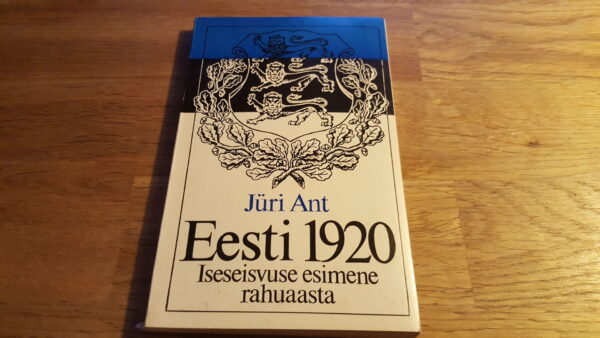 Jüri Ant
Eesti 1920
Iseseisvuse esimene
rahuaasta